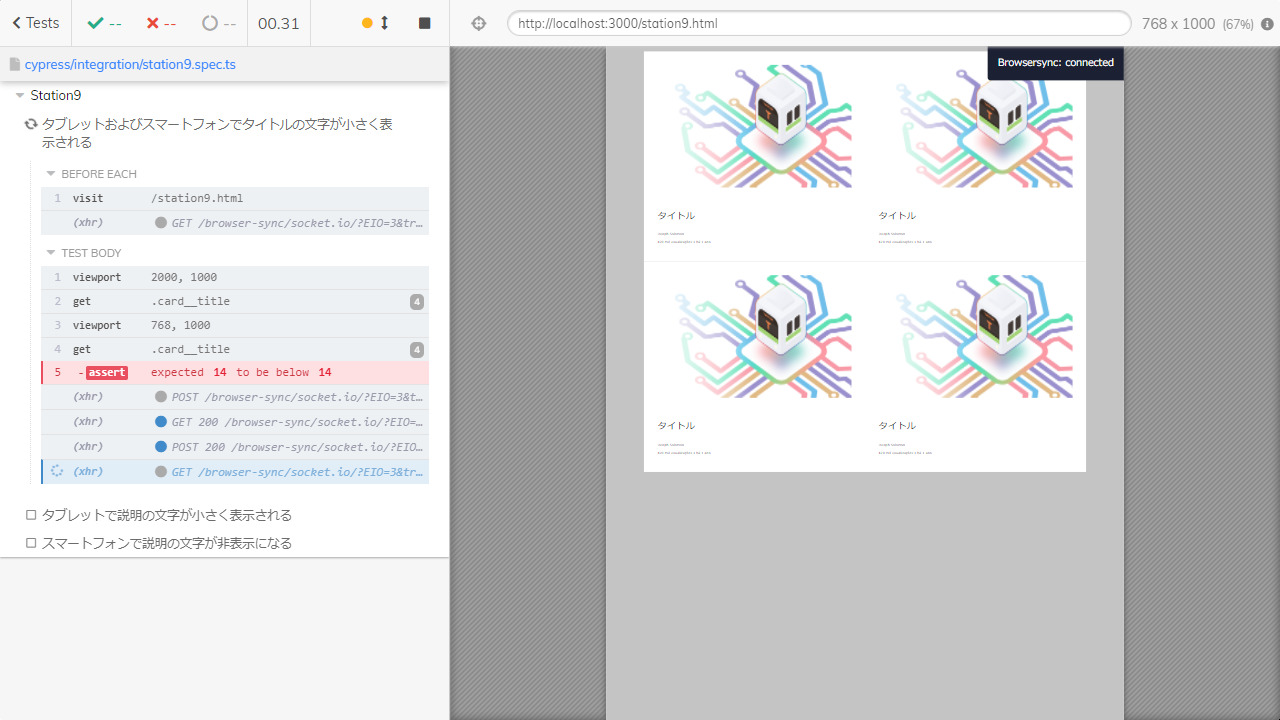 Tests
--
--
--
00.31
http://localhost:3000/station9.html
768 x 1000 (67%)
cypress/integration/station9.spec.ts
Browsersync: connected
Station9
タブレットおよびスマートフォンでタイトルの文字が小さく表
示される
BEFORE EACH
1 visit /station9.html
(xhr) GET /browser-sync/socket.io/?EIO=3&tr…
TEST BODY
1 viewport 2000, 1000
2 get .card__title 4
3 viewport 768, 1000
4 get .card__title 4
5 -assert expected 14 to be below 14
(xhr) POST /browser-sync/socket.io/?EIO=3&t…
(xhr) GET 200 /browser-sync/socket.io/?EIO=…
(xhr) POST 200 /browser-sync/socket.io/?EIO…
(xhr) browser-sync/socket.io/?EIO=3&tr…
タブレットで説明の文字が小さく表示される
スマートフォンで説明の文字が非表示になる
タイトル
タイトル
タイトル
タイトル